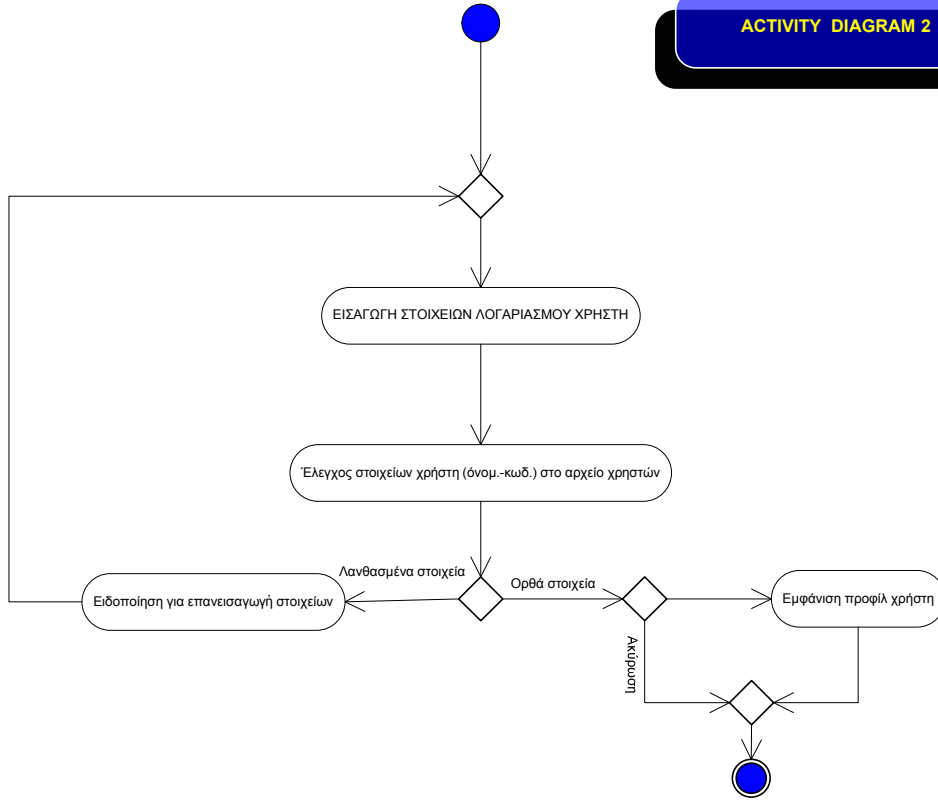 ACTIVITY DIAGRAM 2
ΕΙΣΑΓΩΓΗ ΣΤΟΙΧΕΙΩΝ ΛΟΓΑΡΙΑΣΜΟΥ ΧΡΗΣΤΗ
Έλεγχος στοιχείων χρήστη (όνομ.-κωδ.) στο αρχείο χρηστών
Λανθασμένα στοιχεία
Ορθά στοιχεία
Ειδοποίηση για επανεισαγωγή στοιχείων
Εμφάνιση προφίλ χρήστη
Ακύρωση